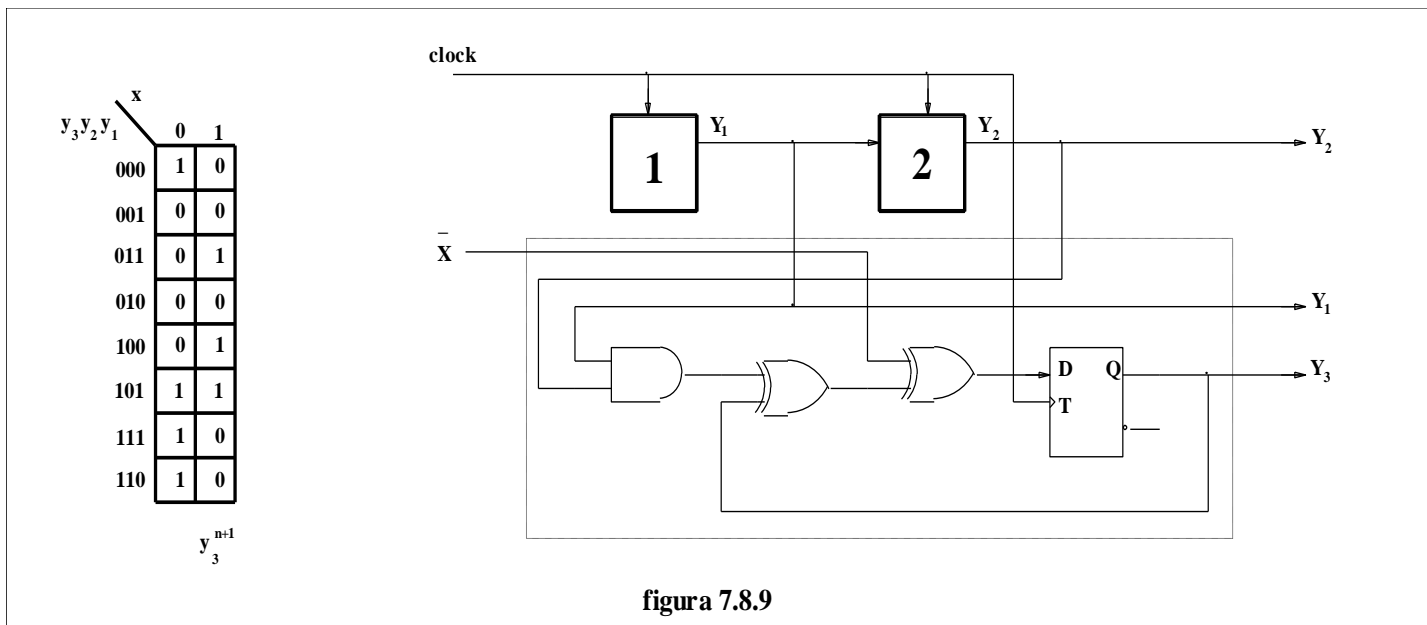 x
y₃y₂y₁
0 1
000 1 0
001 0 0
011 0 1
010 0 0
100 0 1
101 1 1
111 1 0
110 1 0
y₃ⁿ⁺¹
clock
1 Y₁ 2 Y₂ Y₂
X̅
Y₁
D Q Y₃
T
figura 7.8.9